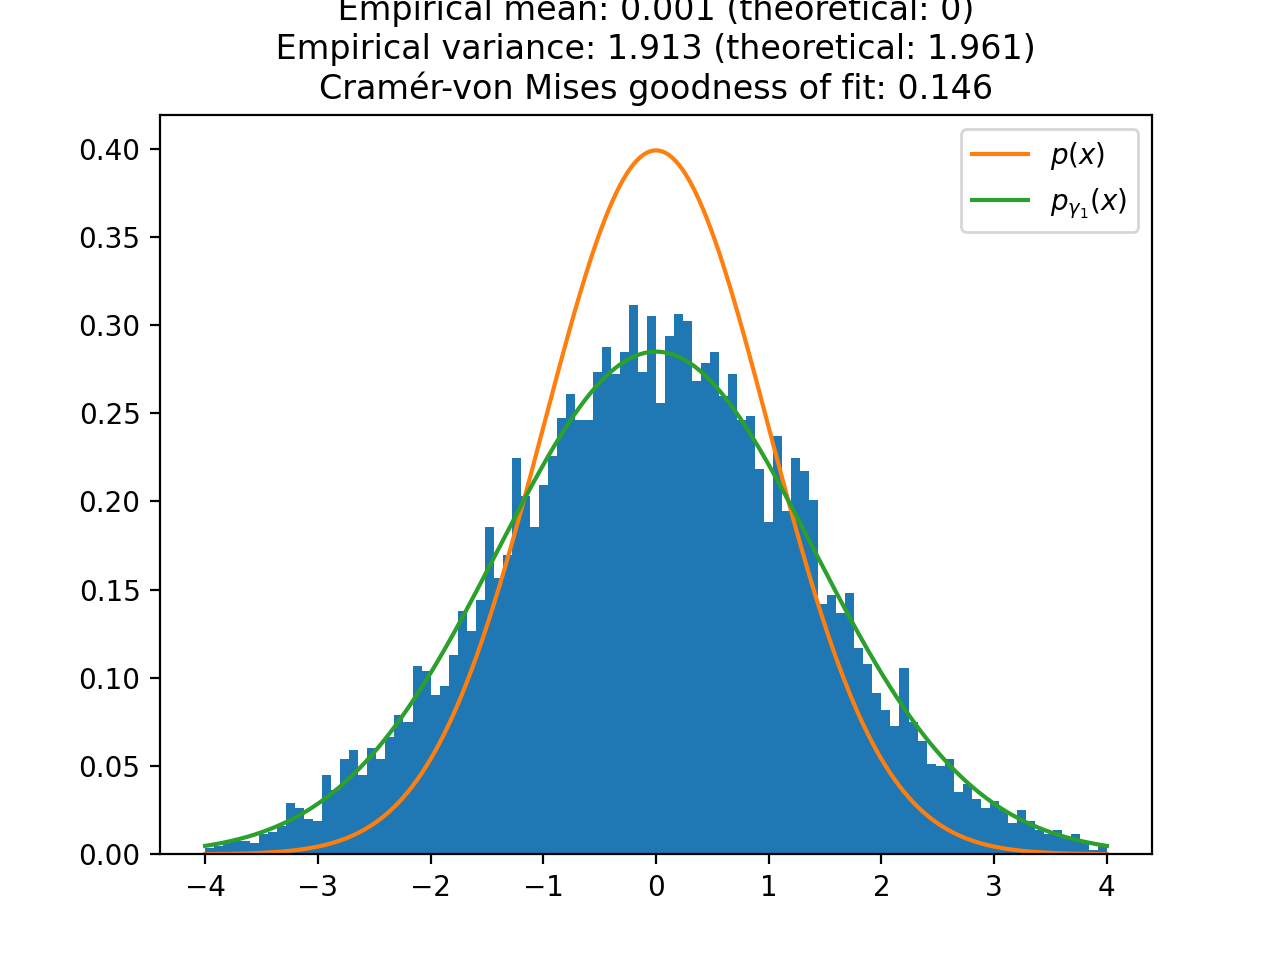 Empirical mean: 0.001 (theoretical: 0)
Empirical variance: 1.913 (theoretical: 1.961)
Cramér-von Mises goodness of fit: 0.146
p(x)
pγ₁(x)
0.40
0.35
0.30
0.25
0.20
0.15
0.10
0.05
0.00
−4 −3 −2 −1 0 1 2 3 4